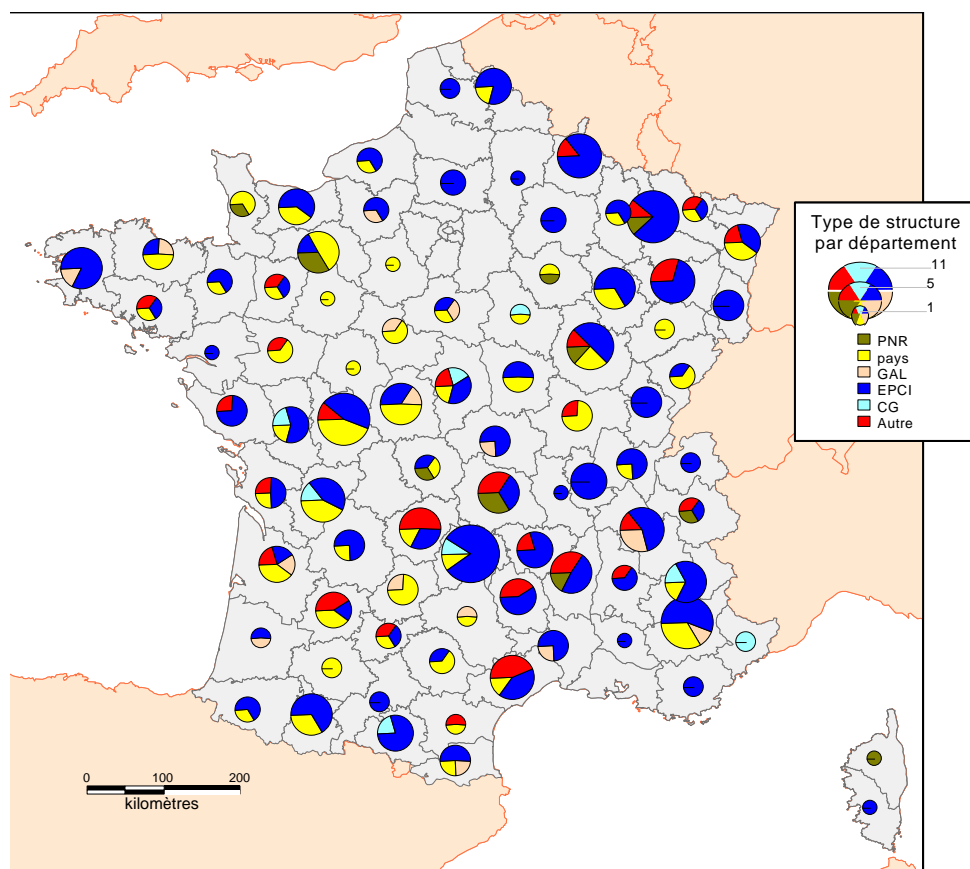 Type de structure
par département
11
5
1
PNR
pays
GAL
EPCI
CG
Autre
0 100 200
kilomètres